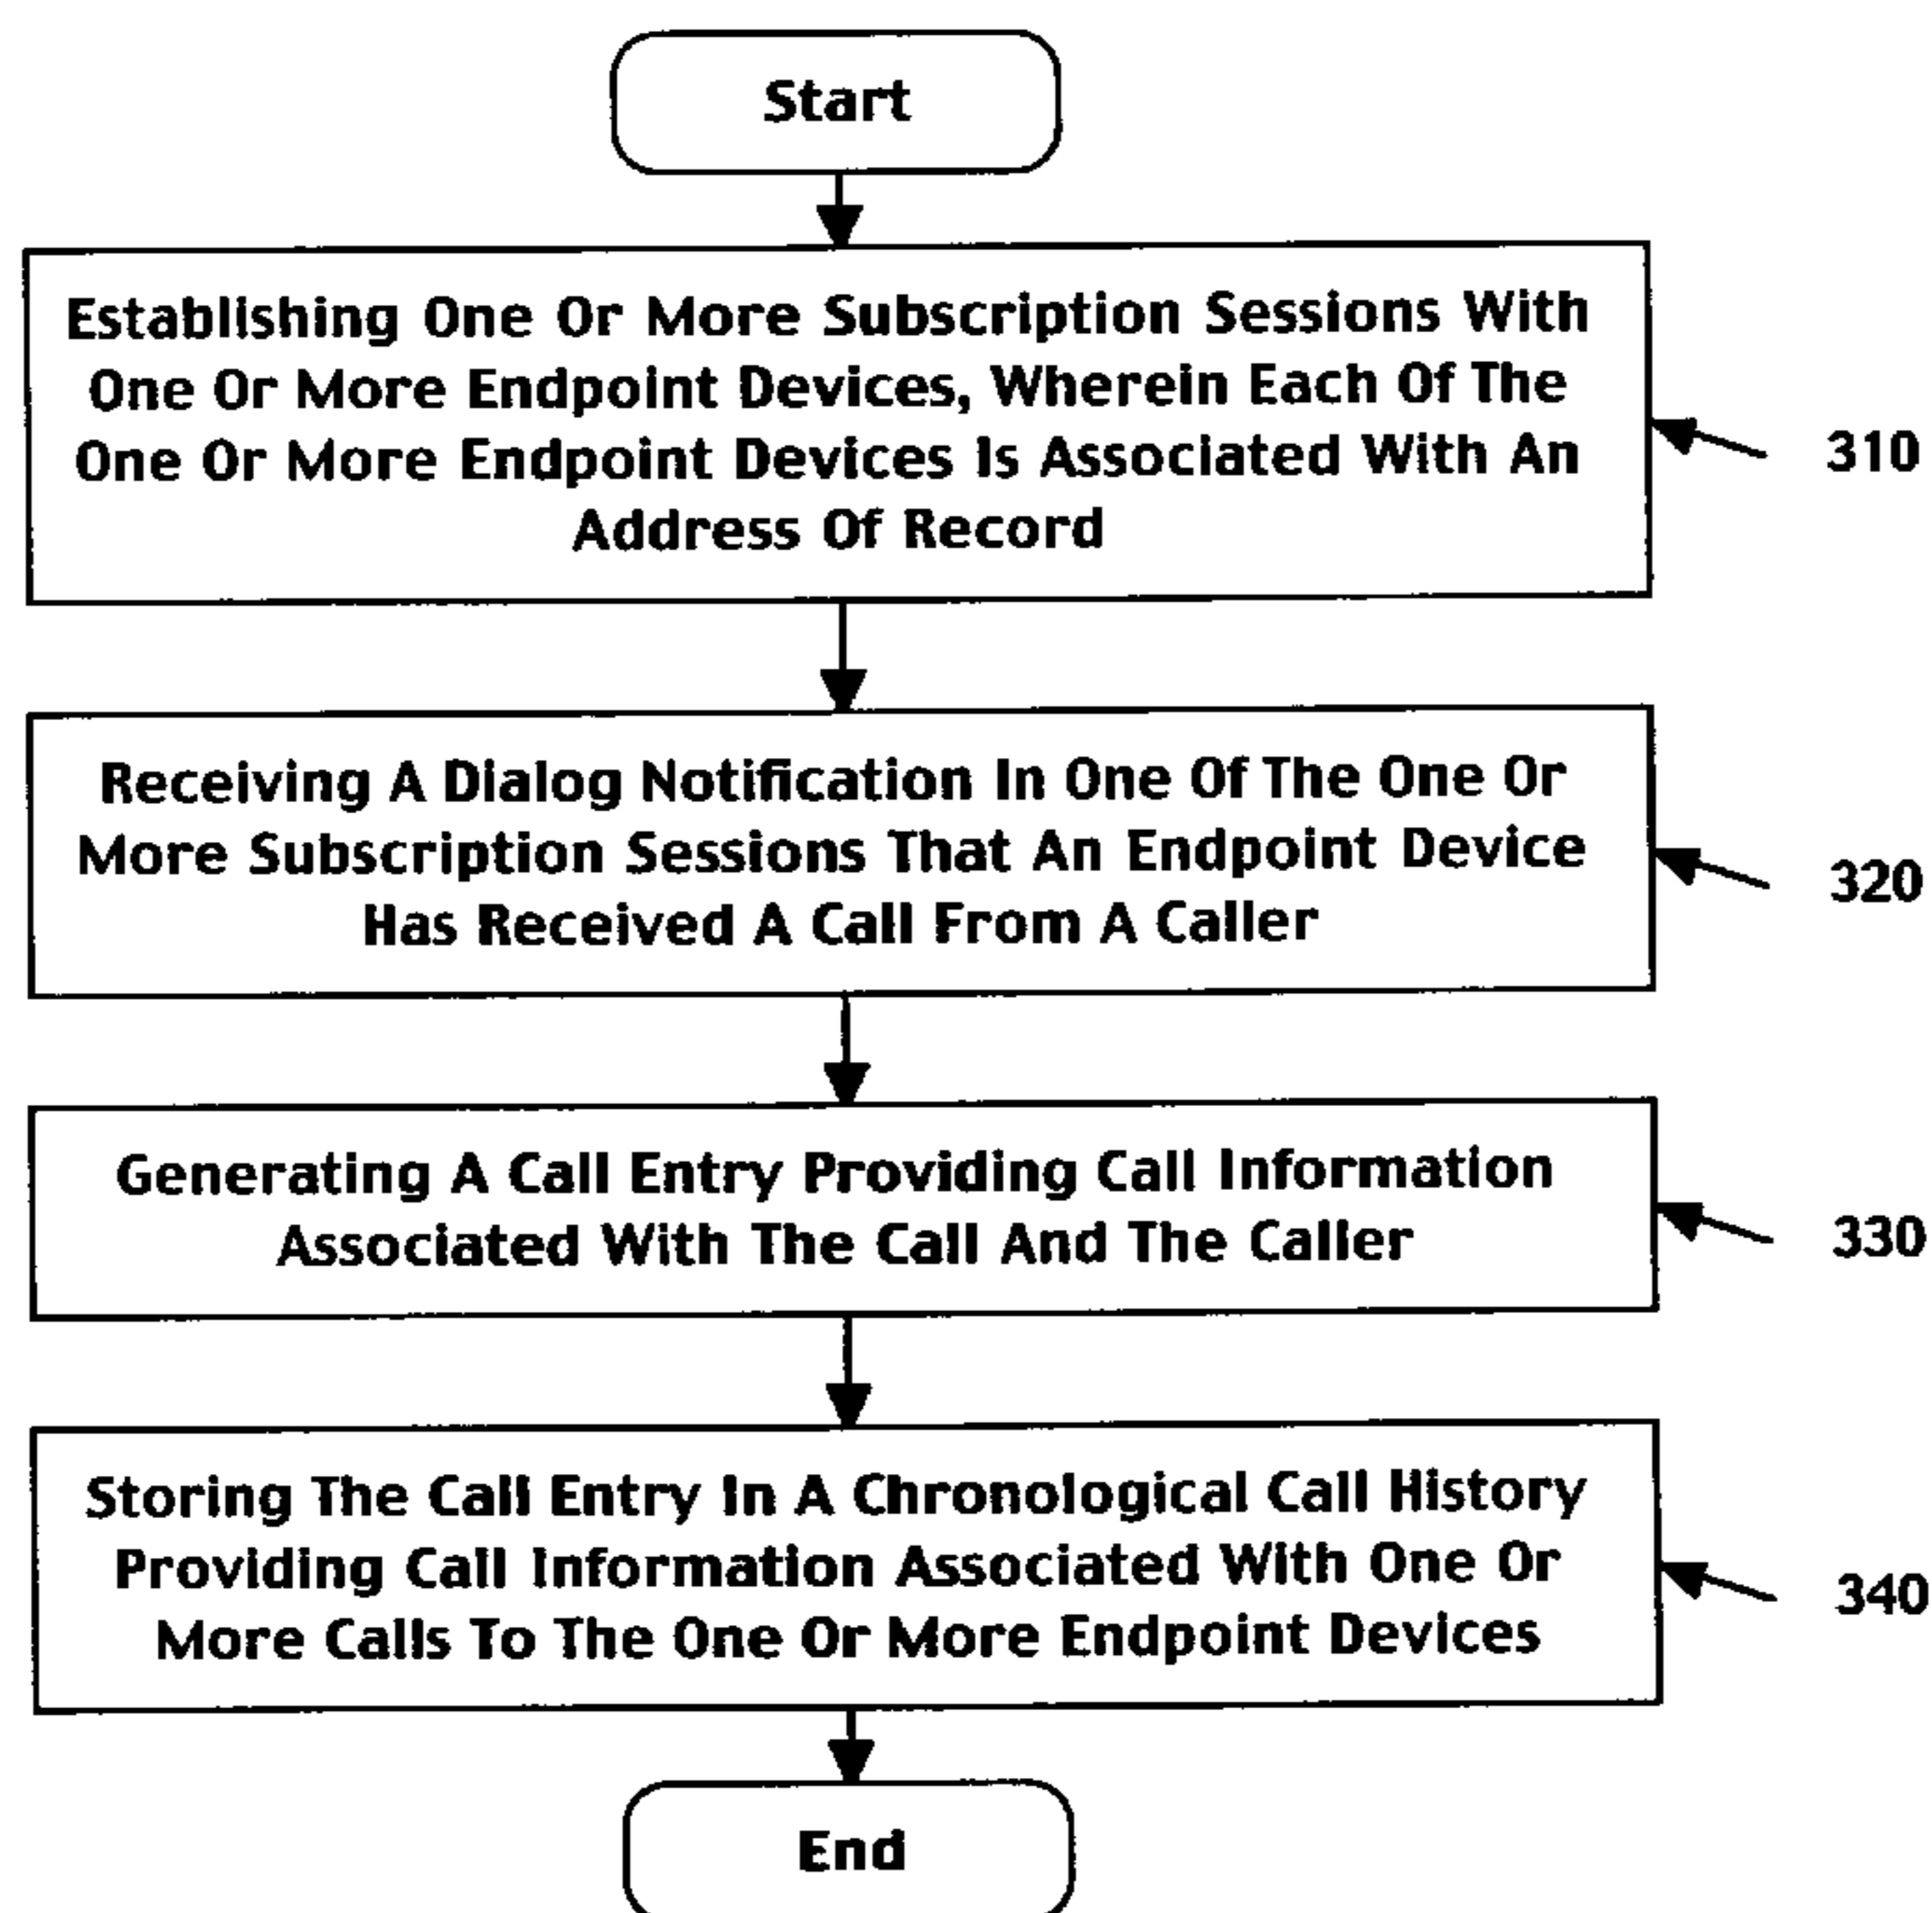 Start
Establishing One Or More Subscription Sessions With
One Or More Endpoint Devices, Wherein Each Of The
One Or More Endpoint Devices Is Associated With An
Address Of Record
310
Receiving A Dialog Notification In One Of The One Or
More Subscription Sessions That An Endpoint Device
Has Received A Call From A Caller
320
Generating A Call Entry Providing Call Information
Associated With The Call And The Caller
330
Storing The Call Entry In A Chronological Call History
Providing Call Information Associated With One Or
More Calls To The One Or More Endpoint Devices
340
End